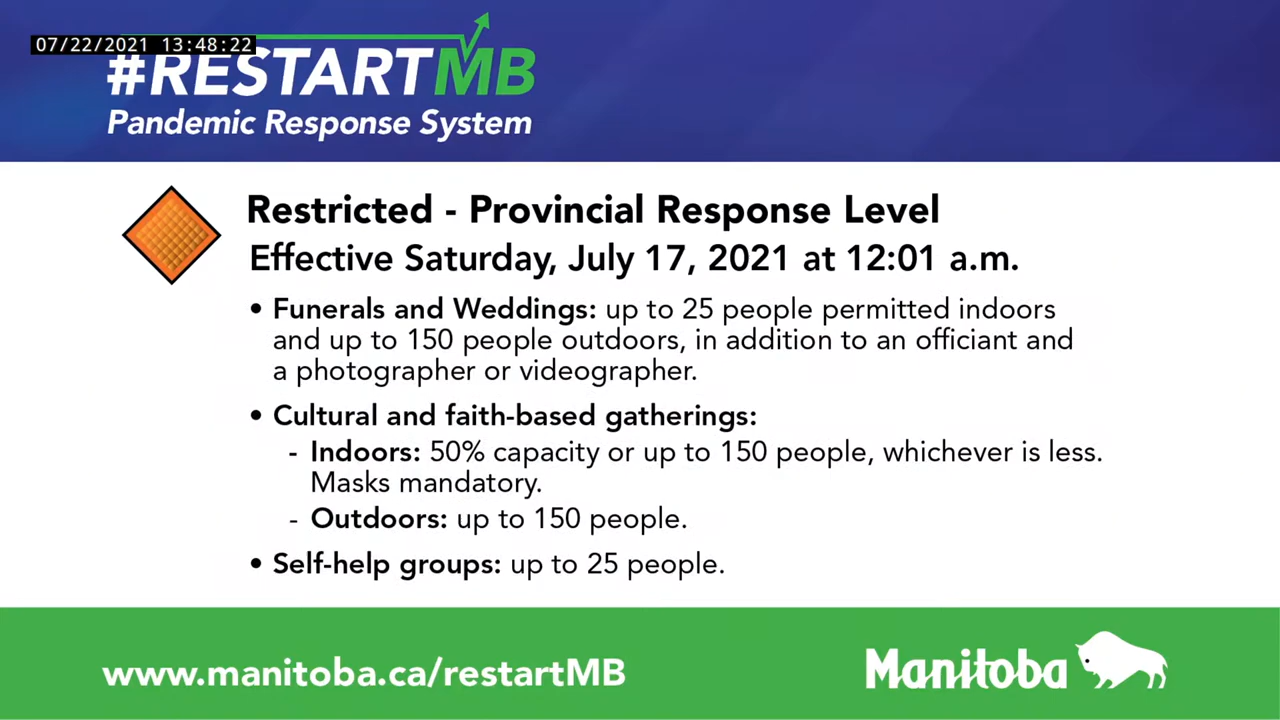 07/22/2021 13:48:22
#RESTARTMB
Pandemic Response System
Restricted - Provincial Response Level
Effective Saturday, July 17, 2021 at 12:01 a.m.
• Funerals and Weddings: up to 25 people permitted indoors
and up to 150 people outdoors, in addition to an officiant and
a photographer or videographer.
• Cultural and faith-based gatherings:
- Indoors: 50% capacity or up to 150 people, whichever is less.
Masks mandatory.
- Outdoors: up to 150 people.
• Self-help groups: up to 25 people.
www.manitoba.ca/restartMB
Manitoba